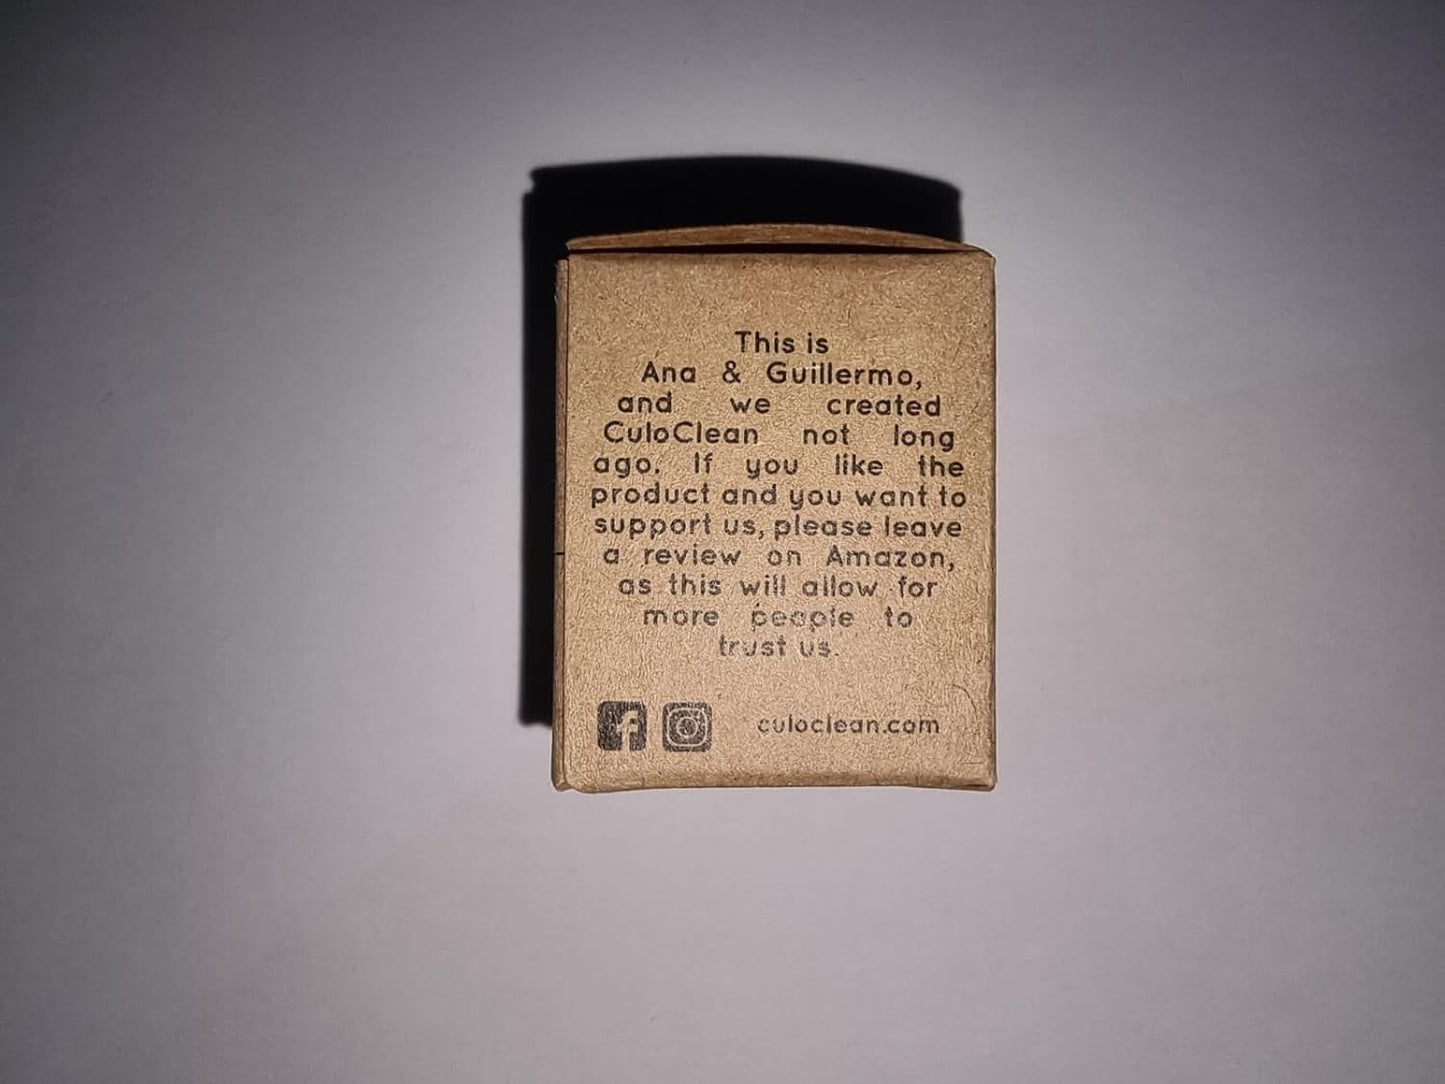 This is
Ana & Guillermo,
and we created
CuloClean not long
ago. If you like the
product and you want to
support us, please leave
a review on Amazon,
as this will allow for
more people to
trust us.
culoclean.com